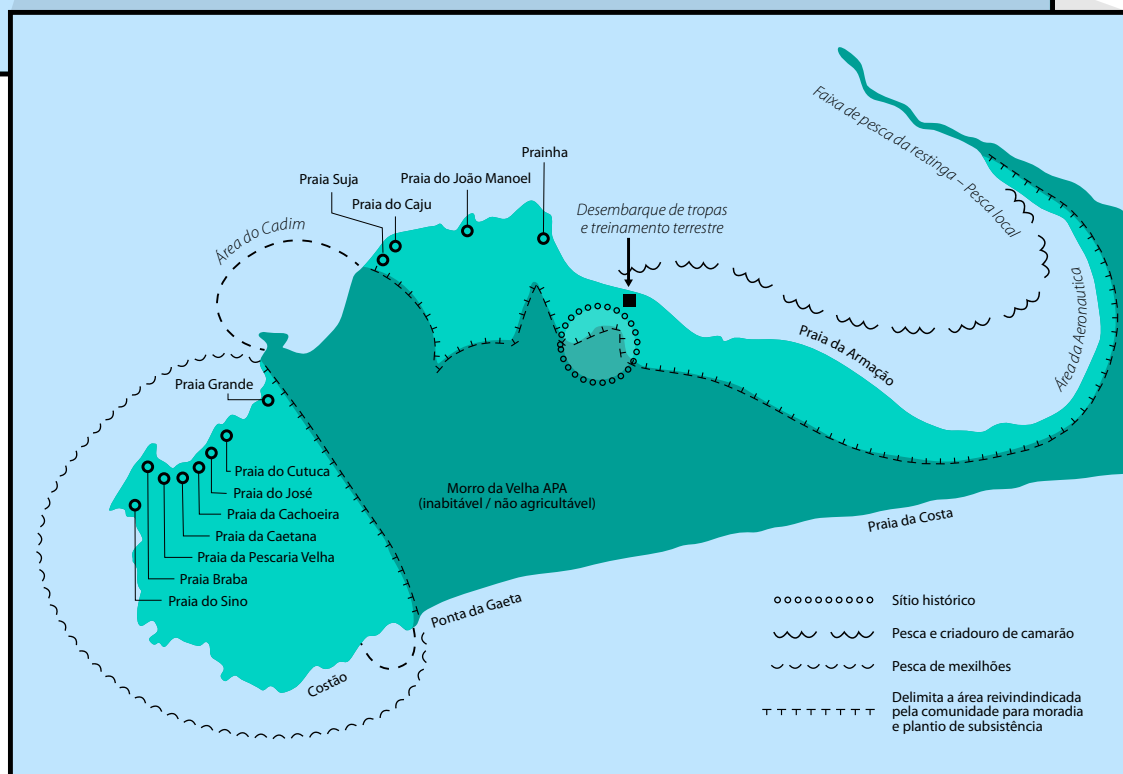 Faixa de pesca da restinga – Pesca local
Prainha
Praia do João Manoel
Praia Suja
Praia do Caju
Desembarque de tropas
e treinamento terrestre
Área do Cadim
Praia da Armação
Área da Aeronautica
Praia Grande
Praia do Cutuca
Praia do José
Praia da Cachoeira
Praia da Caetana
Praia da Pescaria Velha
Praia Braba
Praia do Sino
Morro da Velha APA
(inabitável / não agricultável)
Praia da Costa
Ponta da Gaeta
Costão
Sítio histórico
Pesca e criadouro de camarão
Pesca de mexilhões
Delimita a área reivindindicada
pela comunidade para moradia
e plantio de subsistência